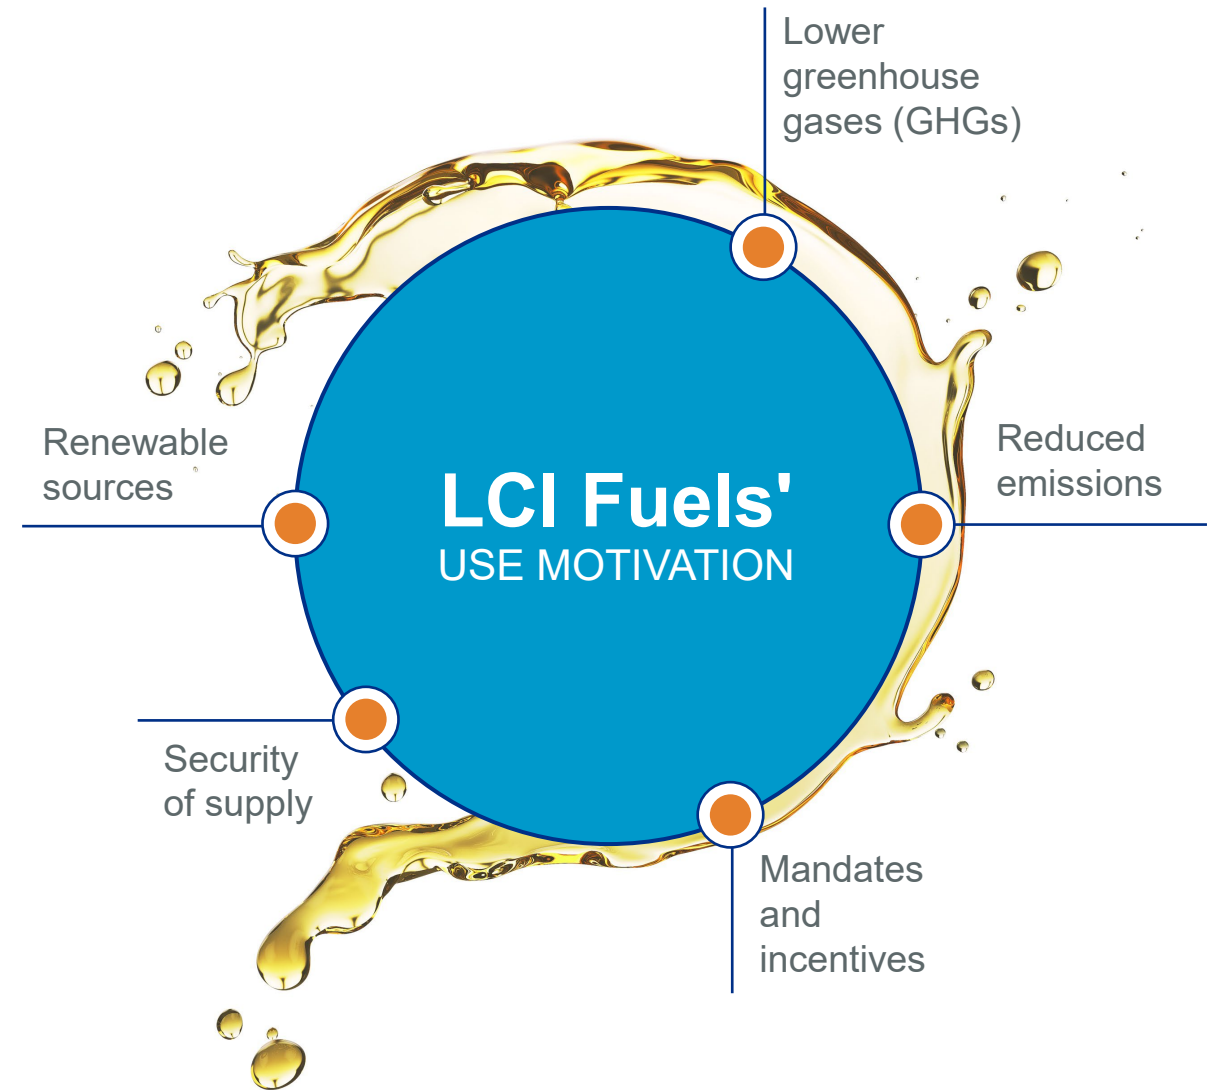 Lower
greenhouse
gases (GHGs)
Renewable
sources
Reduced
emissions
LCI Fuels'
USE MOTIVATION
Security
of supply
Mandates
and
incentives